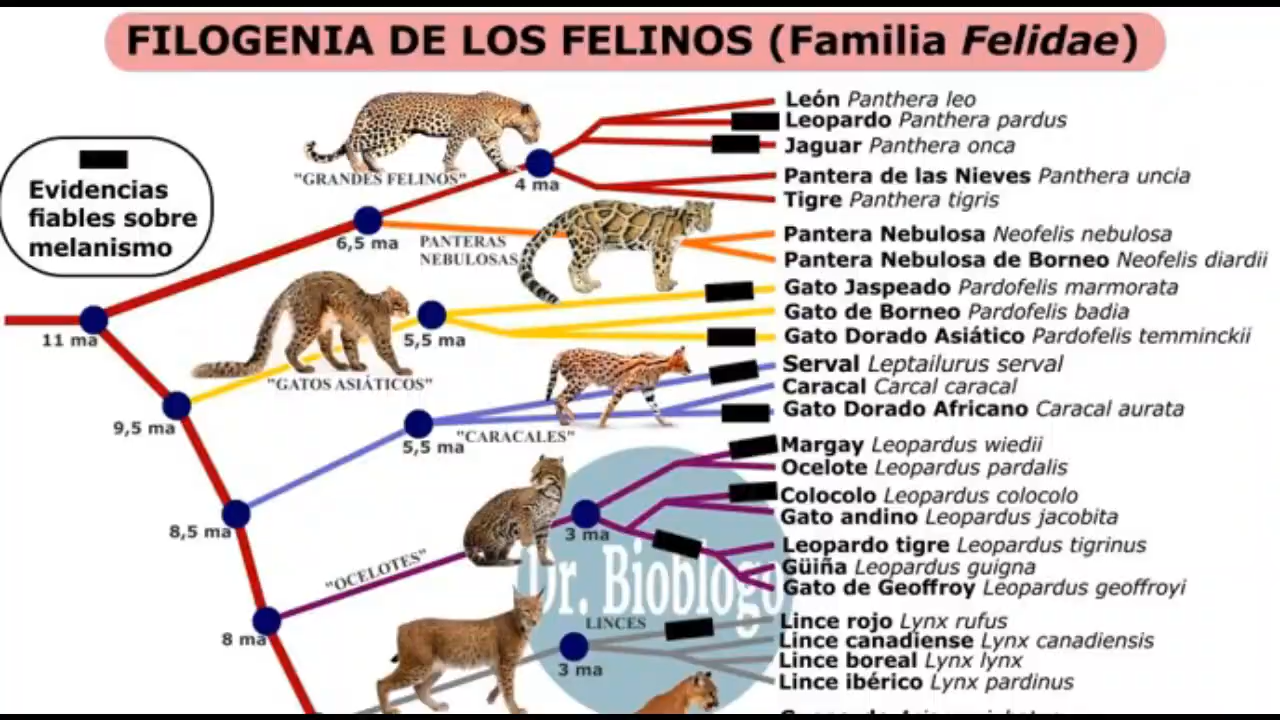 FILOGENIA DE LOS FELINOS (Familia Felidae)
Evidencias
fiables sobre
melanismo
"GRANDES FELINOS"
4 ma
León Panthera leo
Leopardo Panthera pardus
Jaguar Panthera onca
Pantera de las Nieves Panthera uncia
Tigre Panthera tigris
6,5 ma
PANTERAS
NEBULOSAS
Pantera Nebulosa Neofelis nebulosa
Pantera Nebulosa de Borneo Neofelis diardii
11 ma
"GATOS ASIÁTICOS"
5,5 ma
Gato Jaspeado Pardofelis marmorata
Gato de Borneo Pardofelis badia
Gato Dorado Asiático Pardofelis temminckii
9,5 ma
5,5 ma
"CARACALES"
Serval Leptailurus serval
Caracal Carcal caracal
Gato Dorado Africano Caracal aurata
8,5 ma
"OCELOTES"
3 ma
Margay Leopardus wiedii
Ocelote Leopardus pardalis
Colocolo Leopardus colocolo
Gato andino Leopardus jacobita
Leopardo tigre Leopardus tigrinus
Güiña Leopardus guigna
Gato de Geoffroy Leopardus geoffroyi
Dr. Bioblogo
8 ma
LINCES
3 ma
Lince rojo Lynx rufus
Lince canadiense Lynx canadiensis
Lince boreal Lynx lynx
Lince ibérico Lynx pardinus